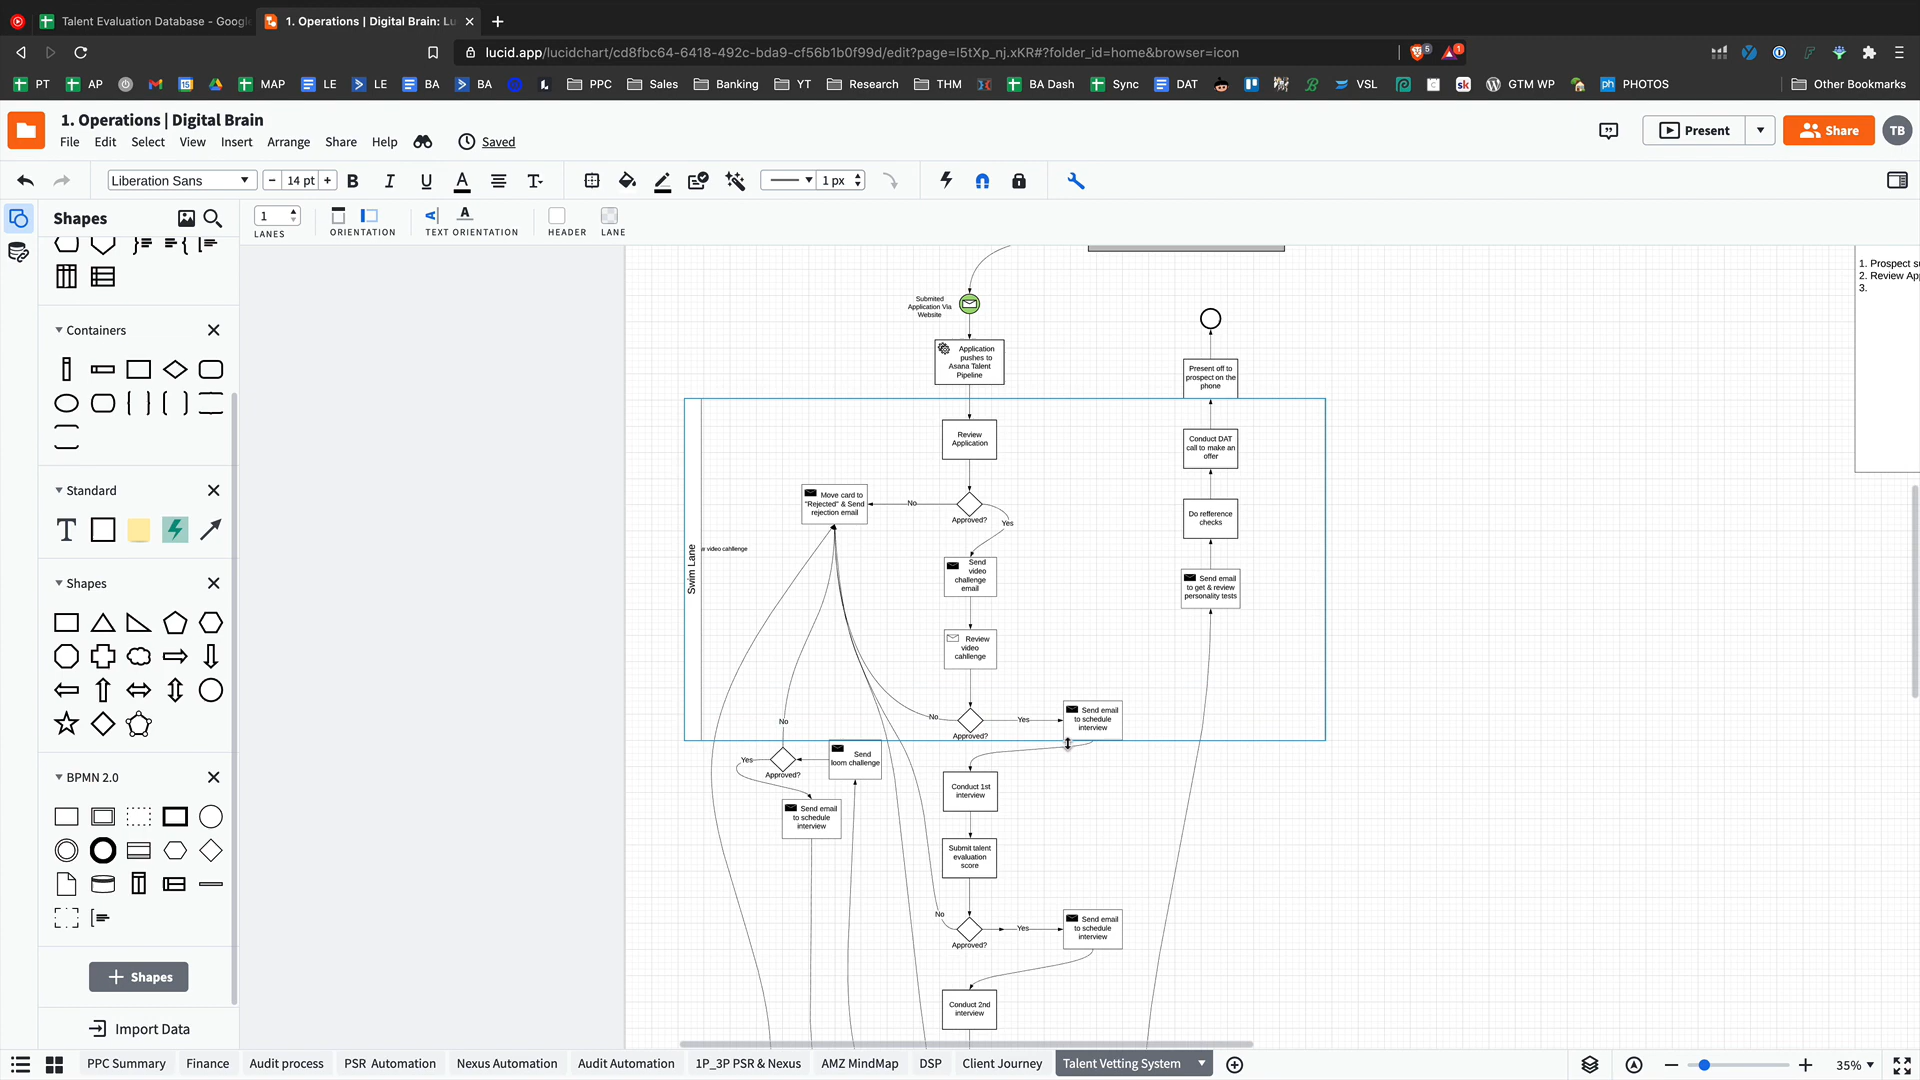 Talent Evaluation Database - Google
1. Operations | Digital Brain: Lu
lucid.app/lucidchart/cd8fbc64-6418-492c-bda9-cf56b1b0f99d/edit?page=I5tXp_nj.xKR#?folder_id=home&browser=icon
5
1
PT
AP
MAP
LE
LE
BA
BA
PPC
Sales
Banking
YT
Research
THM
BA Dash
Sync
DAT
VSL
GTM WP
PHOTOS
Other Bookmarks
1. Operations | Digital Brain
File Edit Select View Insert Arrange Share Help
Saved
Present
Share
TB
Liberation Sans
14 pt
1 px
Shapes
1
LANES
ORIENTATION
TEXT ORIENTATION
HEADER
LANE
Containers
Standard
Shapes
BPMN 2.0
Shapes
Import Data
Submited
Application Via
Website
Application
pushes to
Asana Talent
Pipeline
Review
Application
Approved?
No
Yes
Move card to
"Rejected" & Send
rejection email
Swim Lane
w video cahllenge
Send
video
challenge
email
Review
video
cahllenge
No
Approved?
Yes
Send email
to schedule
interview
No
Yes
Approved?
Send
loom challenge
Send email
to schedule
interview
Conduct 1st
interview
Submit talent
evaluation
score
No
Approved?
Yes
Send email
to schedule
interview
Conduct 2nd
interview
Present off to
prospect on the
phone
Conduct DAT
call to make an
offer
Do refference
checks
Send email
to get & review
personality tests
1. Prospect su
2. Review App
3.
PPC Summary
Finance
Audit process
PSR Automation
Nexus Automation
Audit Automation
1P_3P PSR & Nexus
AMZ MindMap
DSP
Client Journey
Talent Vetting System
35%